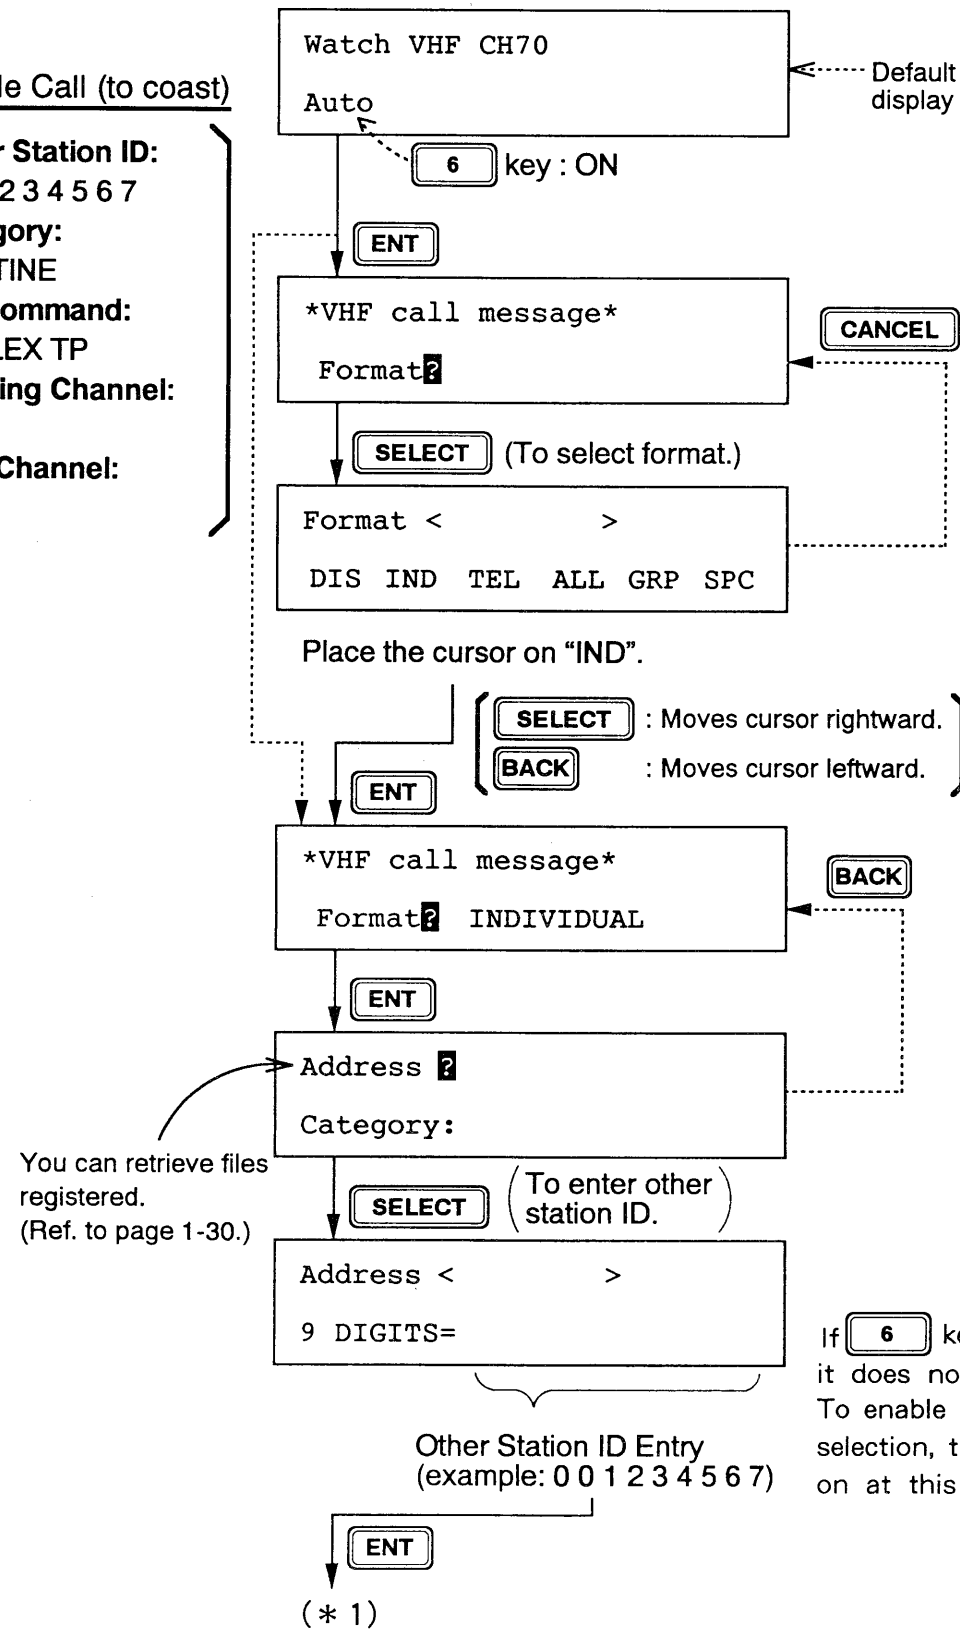 Watch VHF CH70
Auto
Default
display
6 key : ON
le Call (to coast)
r Station ID:
2 3 4 5 6 7
gory:
TINE
ommand:
LEX TP
ing Channel:
Channel:
ENT
*VHF call message*
Format?
CANCEL
SELECT (To select format.)
Format < >
DIS IND TEL ALL GRP SPC
Place the cursor on “IND”.
SELECT : Moves cursor rightward.
BACK : Moves cursor leftward.
ENT
*VHF call message*
Format? INDIVIDUAL
BACK
ENT
Address ?
Category:
You can retrieve files
registered.
(Ref. to page 1-30.)
SELECT (To enter other
station ID.)
Address < >
9 DIGITS=
If 6 ke
it does no
To enable
selection, t
on at this
Other Station ID Entry
(example: 0 0 1 2 3 4 5 6 7)
ENT
(* 1)